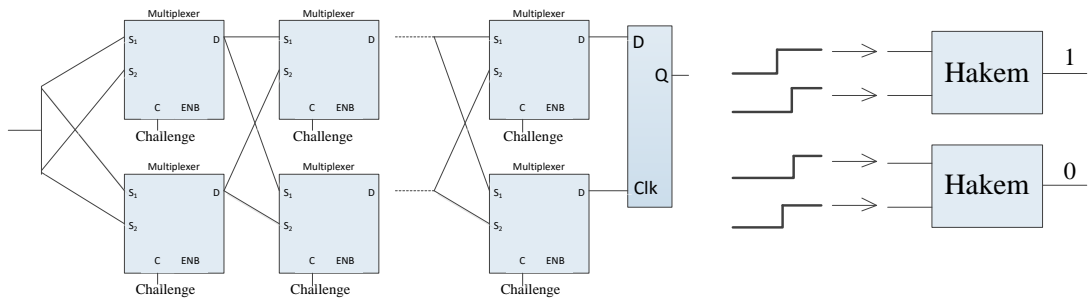 Multiplexer
S1 D
S2
C ENB
Challenge
Multiplexer
S1 D
S2
C ENB
Challenge
Multiplexer
S1 D
S2
C ENB
Challenge
Multiplexer
S1 D
S2
C ENB
Challenge
Multiplexer
S1 D
S2
C ENB
Challenge
Multiplexer
S1 D
S2
C ENB
Challenge
D
Q
Clk
Hakem
1
Hakem
0